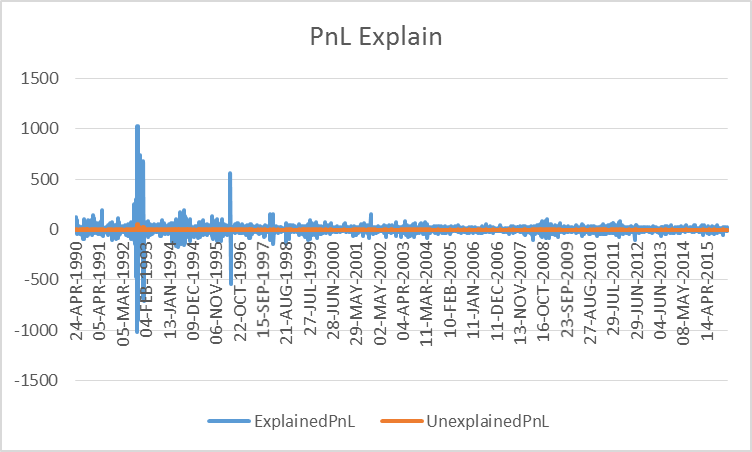 PnL Explain
1500
1000
500
0
-500
-1000
-1500
24-APR-1990
05-APR-1991
05-MAR-1992
04-FEB-1993
13-JAN-1994
09-DEC-1994
06-NOV-1995
22-OCT-1996
15-SEP-1997
21-AUG-1998
27-JUL-1999
28-JUN-2000
29-MAY-2001
02-MAY-2002
04-APR-2003
11-MAR-2004
10-FEB-2005
11-JAN-2006
12-DEC-2006
13-NOV-2007
16-OCT-2008
23-SEP-2009
27-AUG-2010
29-JUL-2011
29-JUN-2012
04-JUN-2013
08-MAY-2014
14-APR-2015
ExplainedPnL
UnexplainedPnL